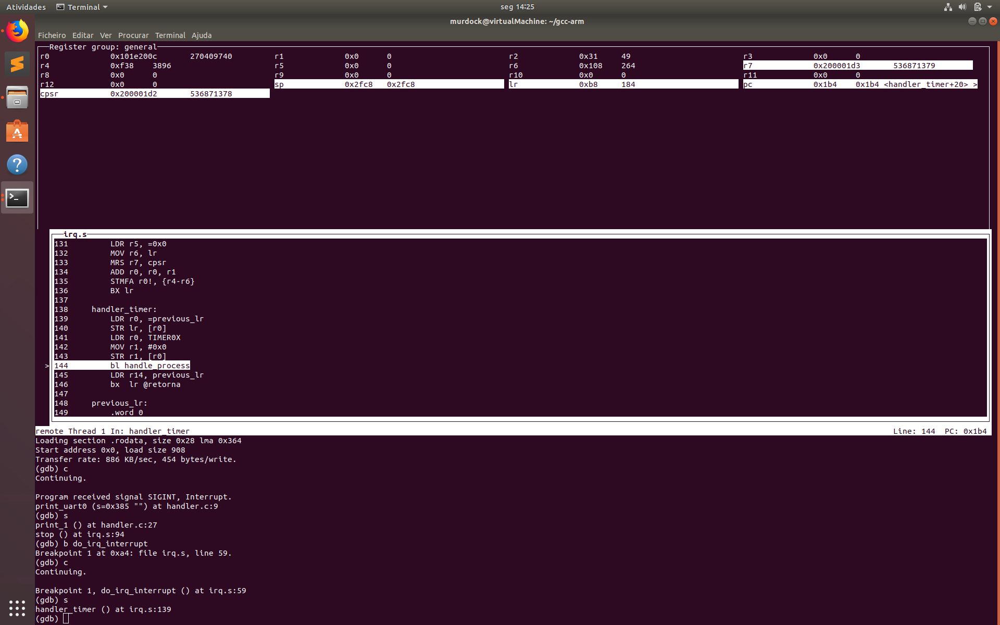 Atividades Terminal seg 14:25
murdock@virtualMachine: ~/gcc-arm
Ficheiro Editar Ver Procurar Terminal Ajuda
Register group: general
r0 0x101e200c 270409740 r1 0x0 0 r2 0x31 49 r3 0x0 0
r4 0xf38 3896 r5 0x0 0 r6 0x108 264 r7 0x200001d3 536871379
r8 0x0 0 r9 0x0 0 r10 0x0 0 r11 0x0 0
r12 0x0 0 sp 0x2fc8 0x2fc8 lr 0xb8 184 pc 0x1b4 0x1b4 <handler_timer+20> >
cpsr 0x200001d2 536871378
irq.s
131 LDR r5, =0x0
132 MOV r6, lr
133 MRS r7, cpsr
134 ADD r0, r0, r1
135 STMFA r0!, {r4-r6}
136 BX lr
137
138 handler_timer:
139 LDR r0, =previous_lr
140 STR lr, [r0]
141 LDR r0, TIMER0X
142 MOV r1, #0x0
143 STR r1, [r0]
> 144 bl handle_process
145 LDR r14, previous_lr
146 bx lr @retorna
147
148 previous_lr:
149 .word 0
remote Thread 1 In: handler_timer Line: 144 PC: 0x1b4
Loading section .rodata, size 0x28 lma 0x364
Start address 0x0, load size 908
Transfer rate: 886 KB/sec, 454 bytes/write.
(gdb) c
Continuing.
Program received signal SIGINT, Interrupt.
print_uart0 (s=0x385 "") at handler.c:9
(gdb) s
print_1 () at handler.c:27
stop () at irq.s:94
(gdb) b do_irq_interrupt
Breakpoint 1 at 0xa4: file irq.s, line 59.
(gdb) c
Continuing.
Breakpoint 1, do_irq_interrupt () at irq.s:59
(gdb) s
handler_timer () at irq.s:139
(gdb)